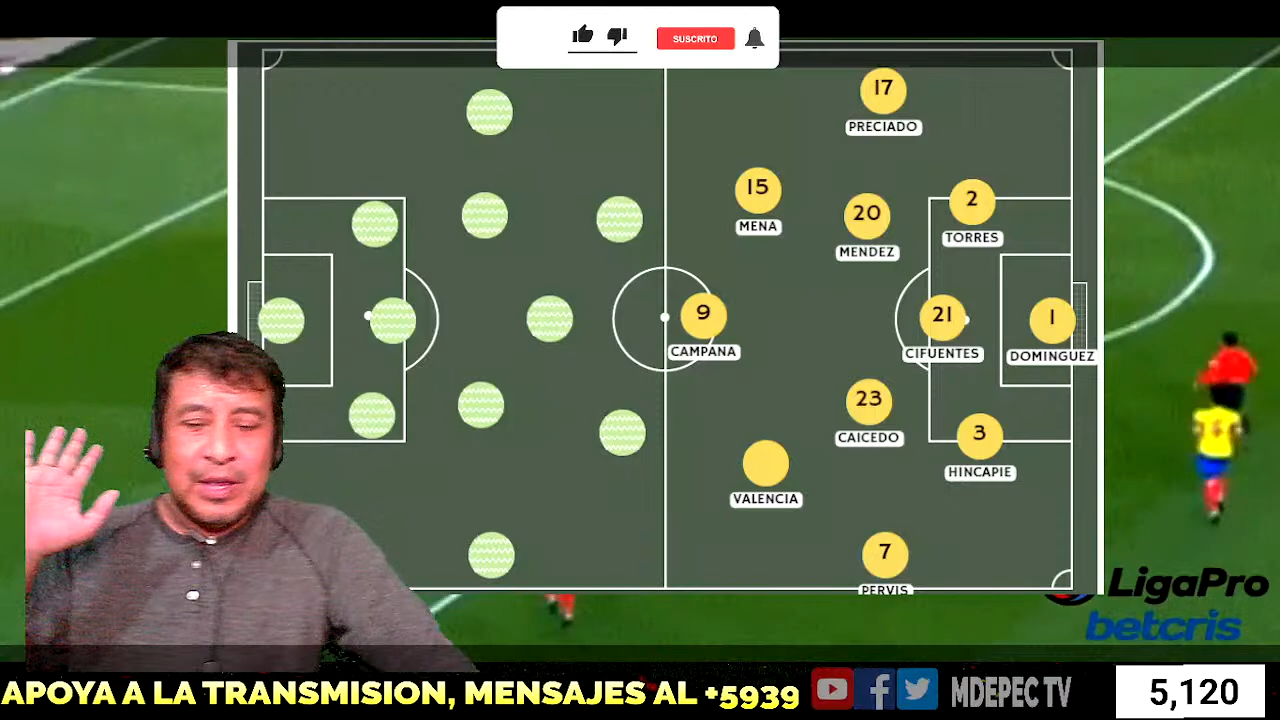 SUSCRITO
17
PRECIADO
15
MENA
20
MENDEZ
2
TORRES
9
CAMPANA
21
CIFUENTES
1
DOMINGUEZ
23
CAICEDO
3
HINCAPIE
VALENCIA
7
PERVIS
LigaPro
betcris
APOYA A LA TRANSMISION, MENSAJES AL +5939
MDEPEC TV
5,120